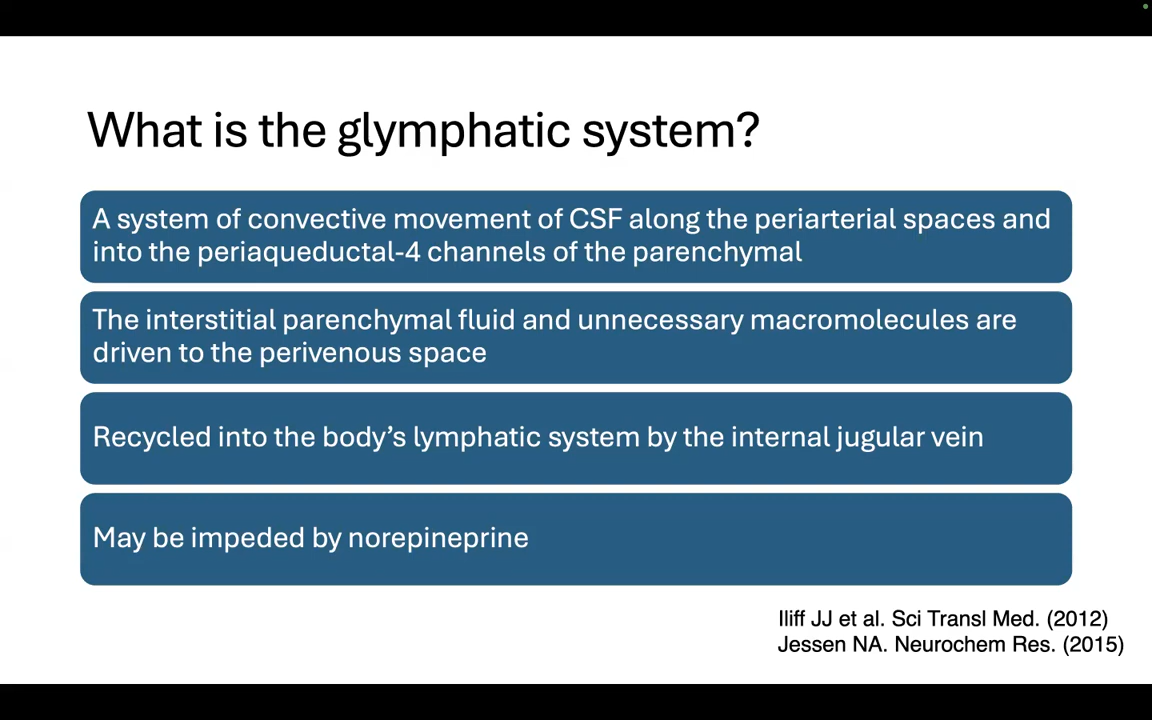 What is the glymphatic system?
A system of convective movement of CSF along the periarterial spaces and
into the periaqueductal-4 channels of the parenchymal
The interstitial parenchymal fluid and unnecessary macromolecules are
driven to the perivenous space
Recycled into the body’s lymphatic system by the internal jugular vein
May be impeded by norepineprine
Iliff JJ et al. Sci Transl Med. (2012)
Jessen NA. Neurochem Res. (2015)